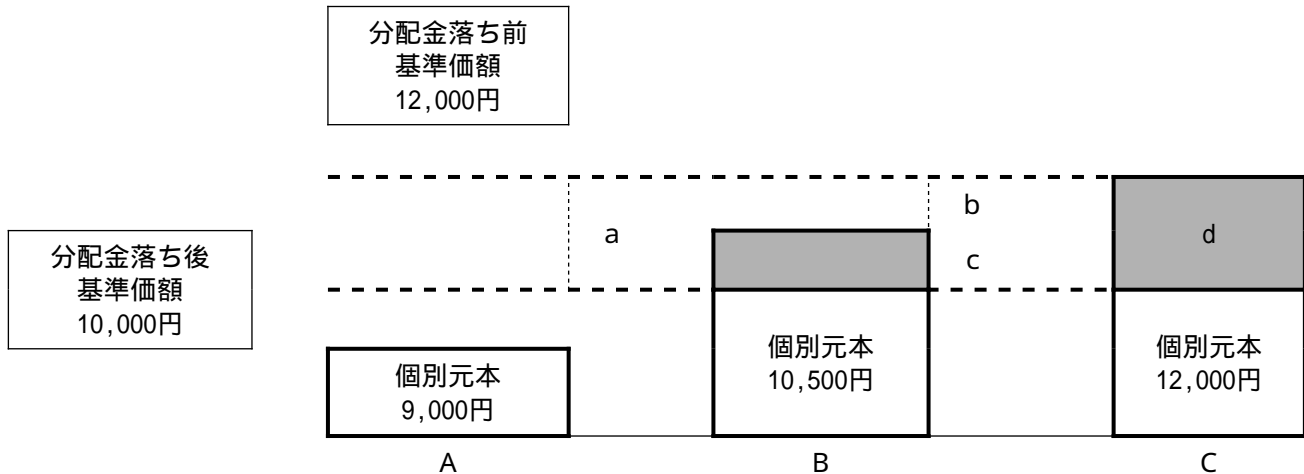 分配金落ち前
基準価額
12,000円
分配金落ち後
基準価額
10,000円
a
b
c
d
個別元本
9,000円
個別元本
10,500円
個別元本
12,000円
A
B
C